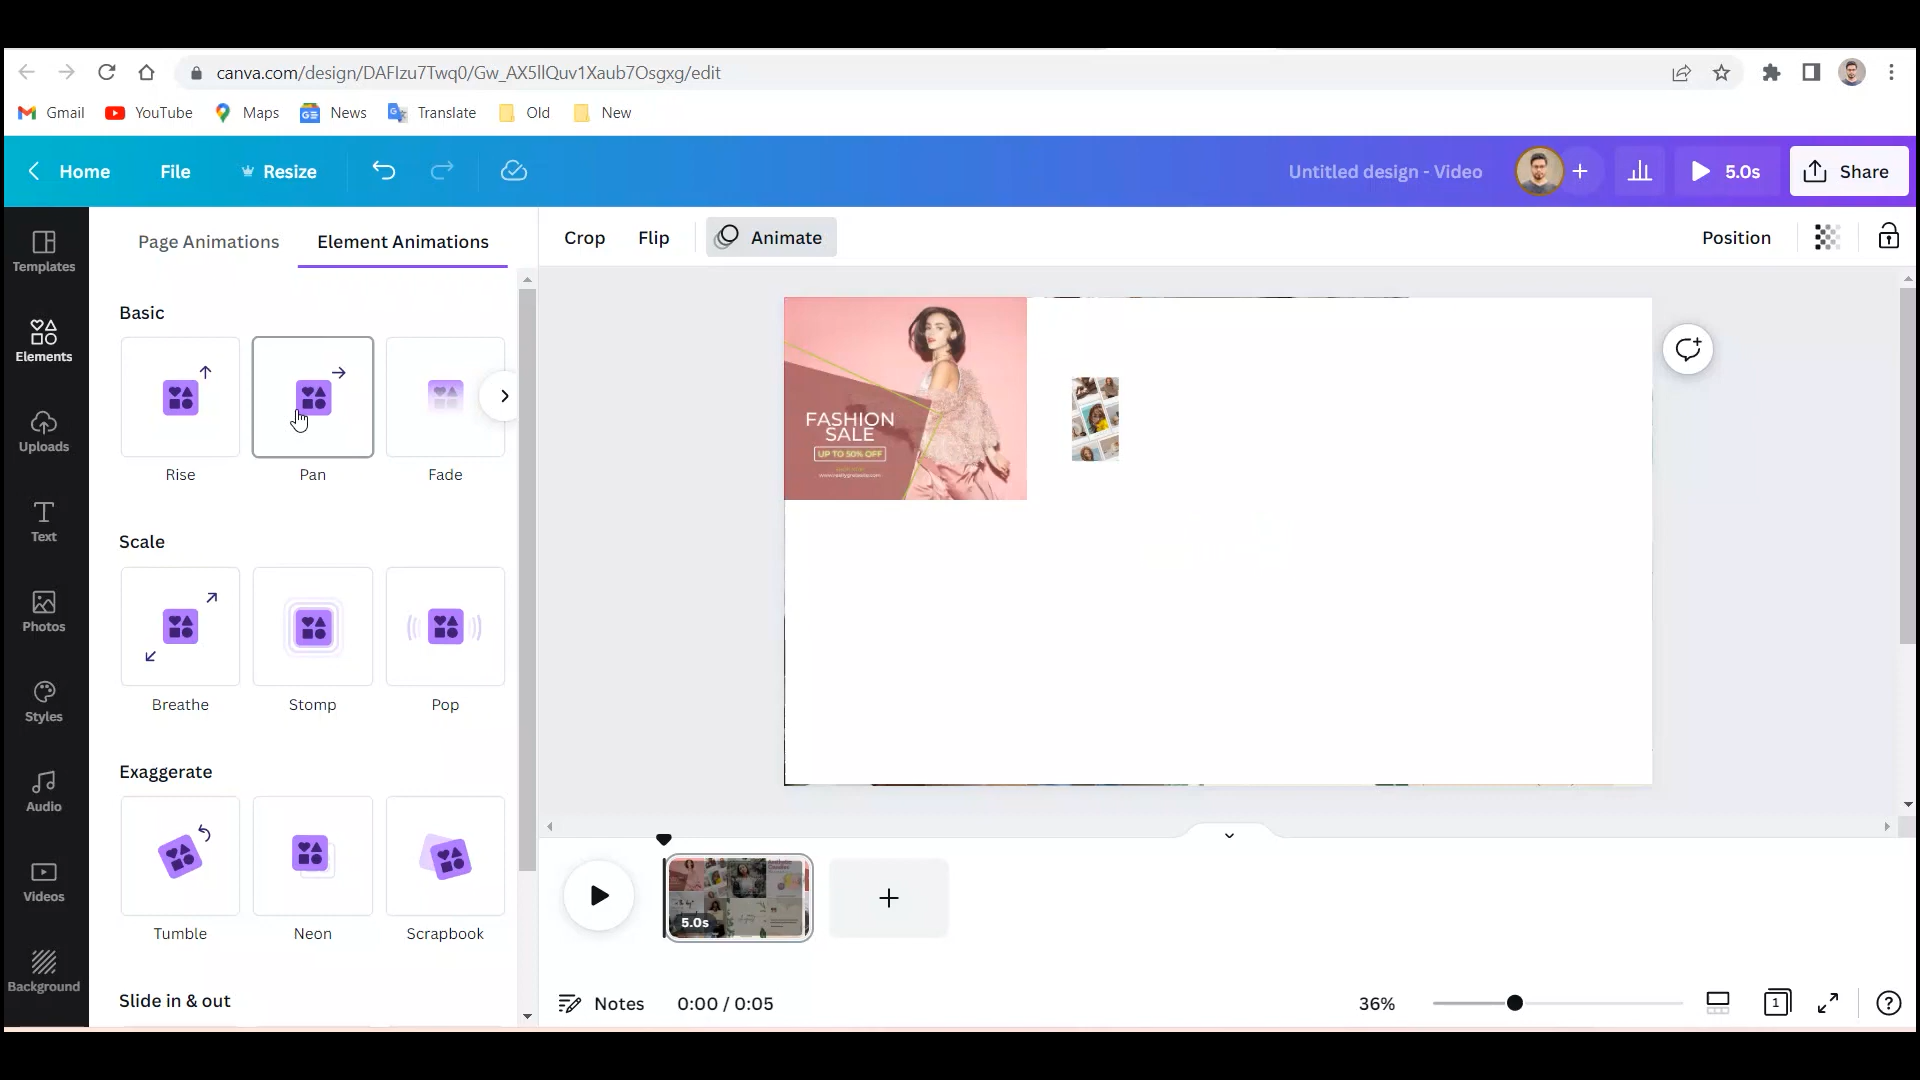 canva.com/design/DAFIzu7Twq0/Gw_AX5llQuv1Xaub7Osgxg/edit
Gmail YouTube Maps News Translate Old New
Home File Resize Untitled design - Video + 5.0s Share
Templates
Elements
Uploads
Text
Photos
Styles
Audio
Videos
Background
Page Animations Element Animations
Basic
Rise Pan Fade
Scale
Breathe Stomp Pop
Exaggerate
Tumble Neon Scrapbook
Slide in & out
Crop Flip Animate Position
FASHION
SALE
UP TO 50% OFF
5.0s
Notes 0:00 / 0:05 36% 1 ?